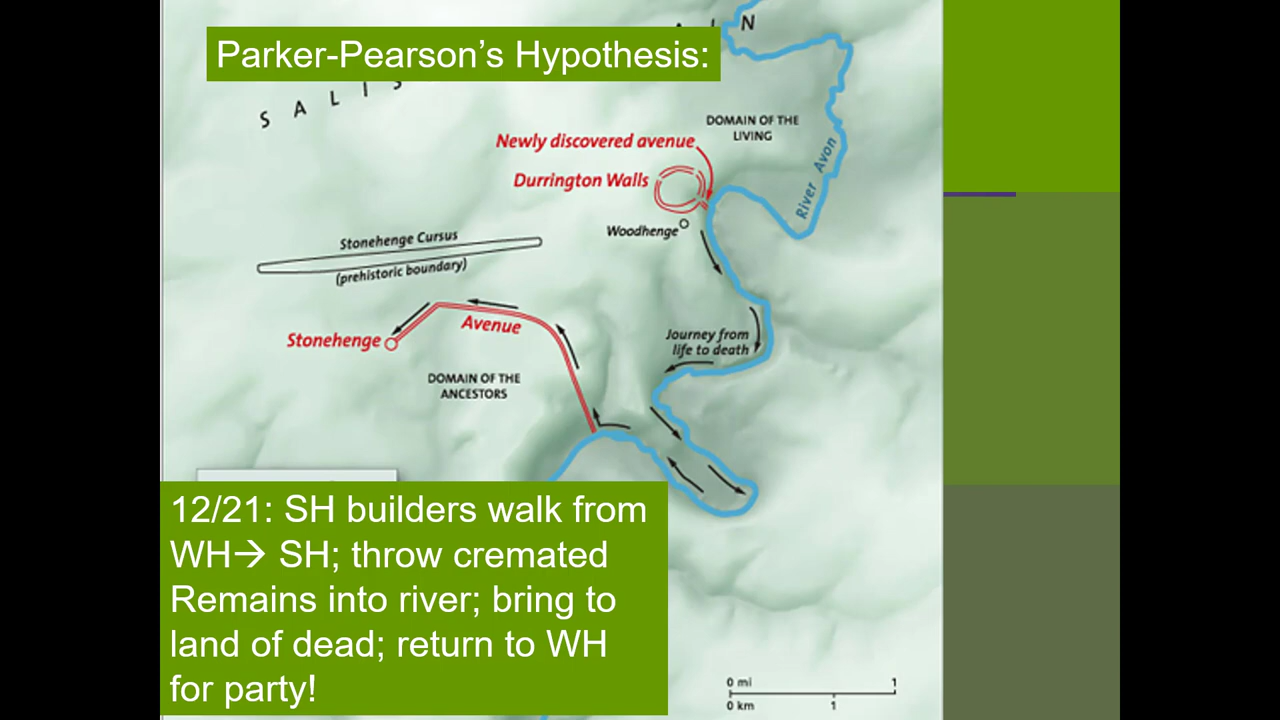 A I N
Parker-Pearson’s Hypothesis:
S A L I S
DOMAIN OF THE
LIVING
Newly discovered avenue
Durrington Walls
River Avon
Woodhenge
Stonehenge Cursus
(prehistoric boundary)
Avenue
Stonehenge
Journey from
life to death
DOMAIN OF THE
ANCESTORS
12/21: SH builders walk from
WH→ SH; throw cremated
Remains into river; bring to
land of dead; return to WH
for party!
0 mi 1
0 km 1